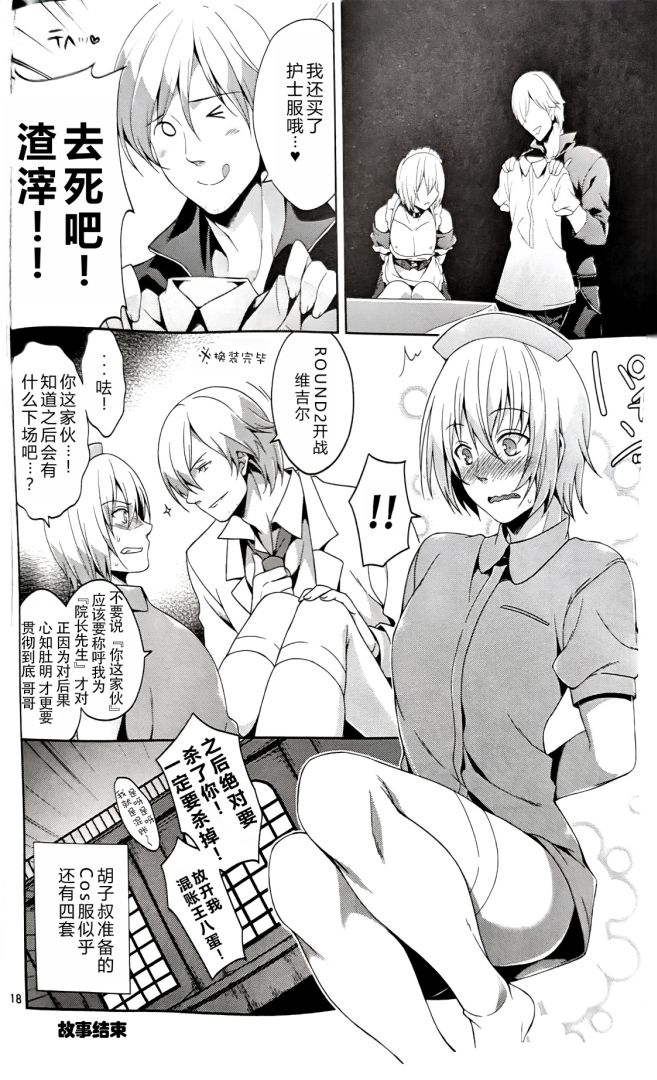 我还买了
护士服哦…♥
去死吧！
渣滓！！
ROUND2开战
维吉尔
※换装完毕
…呿！
你这家伙…！
知道之后会有
什么下场吧…？
！！
不要说『你这家伙』
应该要称呼我为
『院长先生』才对
正因为对后果
心知肚明 才更要
贯彻到底 哥哥
之后绝对要
杀了你！
一定要杀掉！
放开我
混账王八蛋！
是呀是呀
胡子叔准备的
Cos服似乎
还有四套
18
故事结束